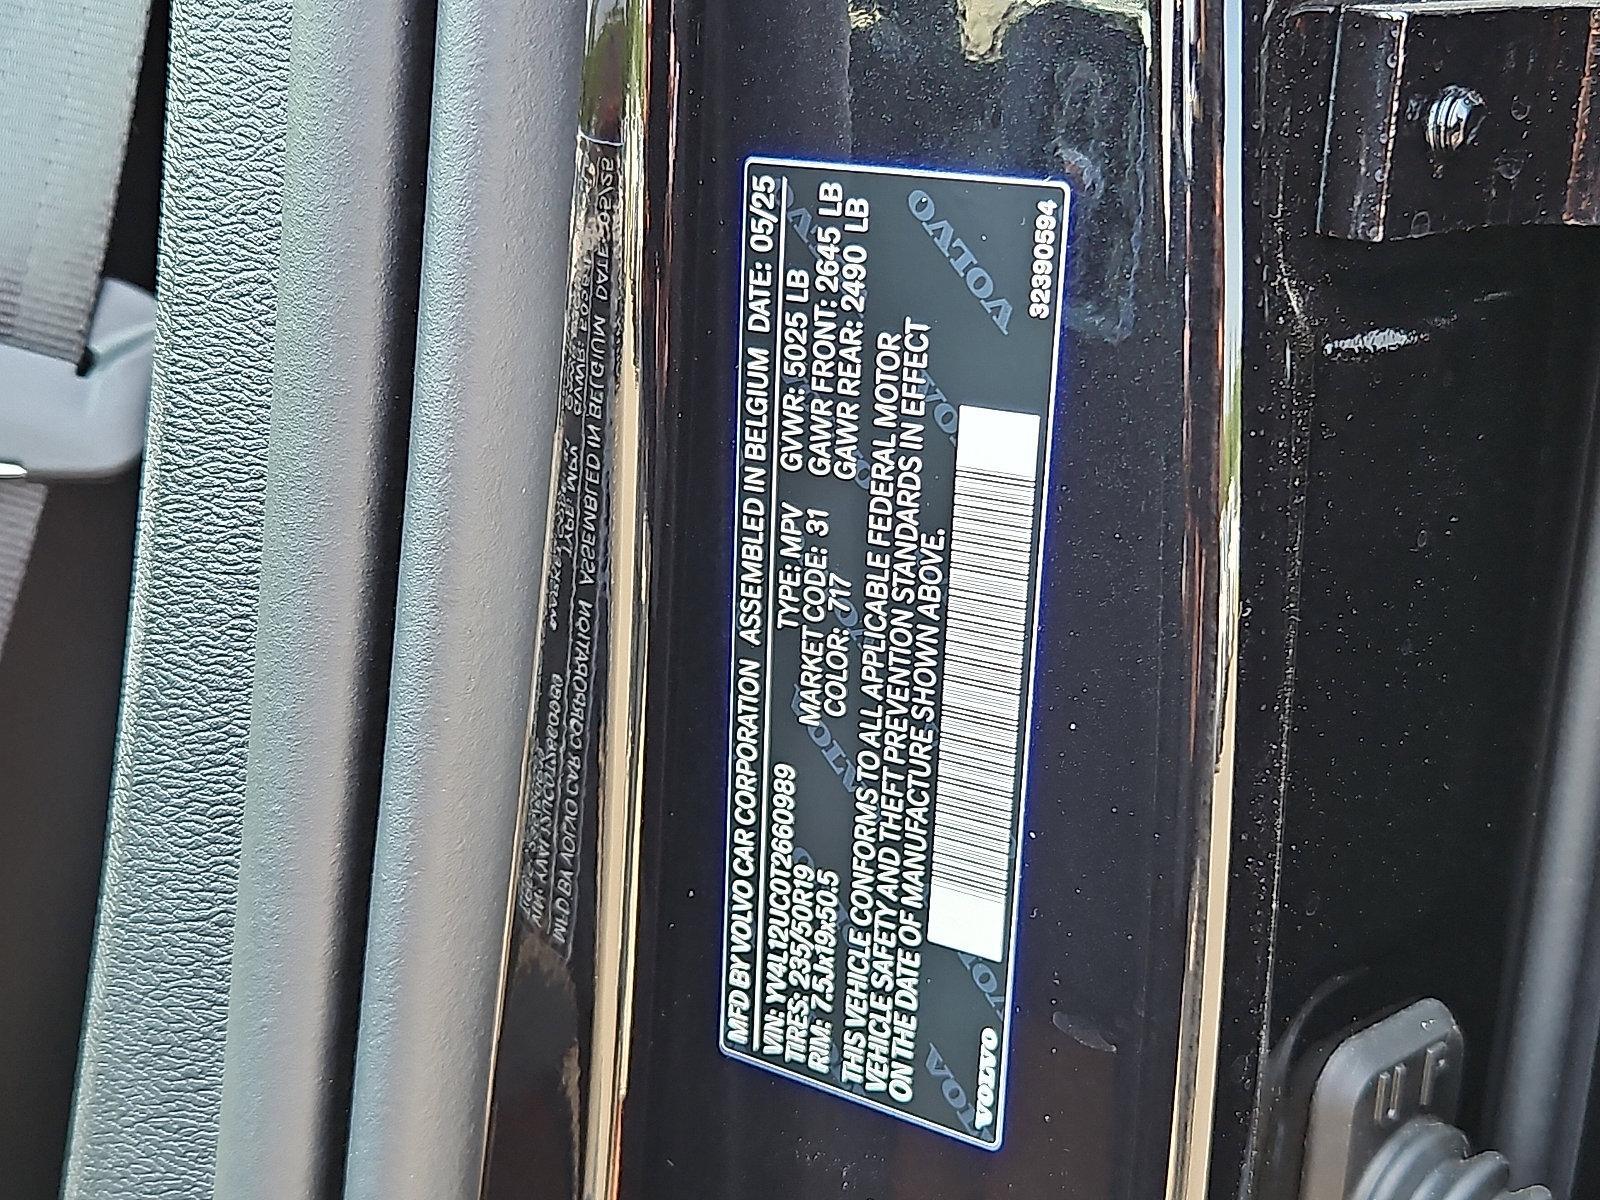 MFD BY VOLVO CAR CORPORATION ASSEMBLED IN BELGIUM DATE: 05/25
VIN: YV4L12UC0T2660989 TYPE: MPV GVWR: 5025 LB
TIRES: 235/50R19 MARKET CODE: 31 GAWR FRONT: 2645 LB
RIM: 7.5Jx19x50.5 COLOR: 717 GAWR REAR: 2490 LB
THIS VEHICLE CONFORMS TO ALL APPLICABLE FEDERAL MOTOR
VEHICLE SAFETY AND THEFT PREVENTION STANDARDS IN EFFECT
ON THE DATE OF MANUFACTURE SHOWN ABOVE.
VOLVO
32390594